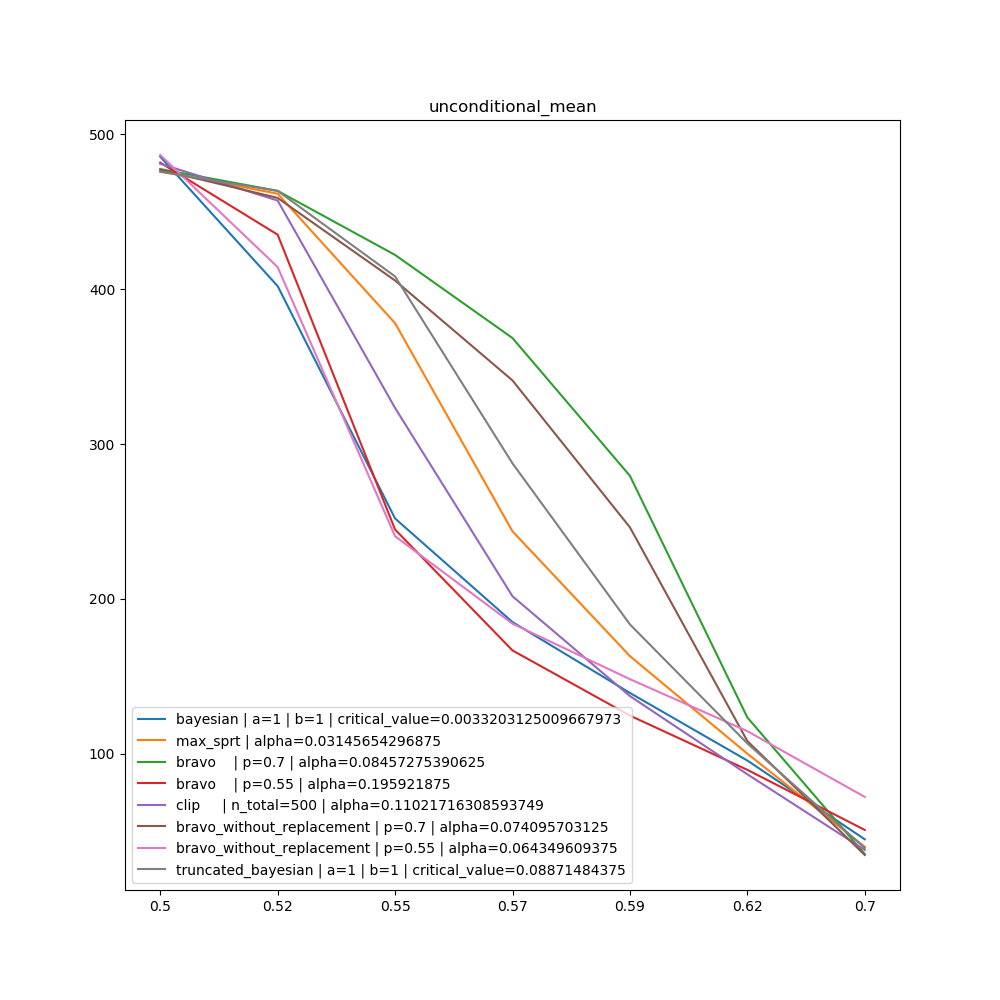 unconditional_mean
500
400
300
200
100
bayesian | a=1 | b=1 | critical_value=0.0033203125009667973
max_sprt | alpha=0.03145654296875
bravo    | p=0.7 | alpha=0.08457275390625
bravo    | p=0.55 | alpha=0.195921875
clip     | n_total=500 | alpha=0.11021716308593749
bravo_without_replacement | p=0.7 | alpha=0.074095703125
bravo_without_replacement | p=0.55 | alpha=0.064349609375
truncated_bayesian | a=1 | b=1 | critical_value=0.08871484375
0.5 0.52 0.55 0.57 0.59 0.62 0.7